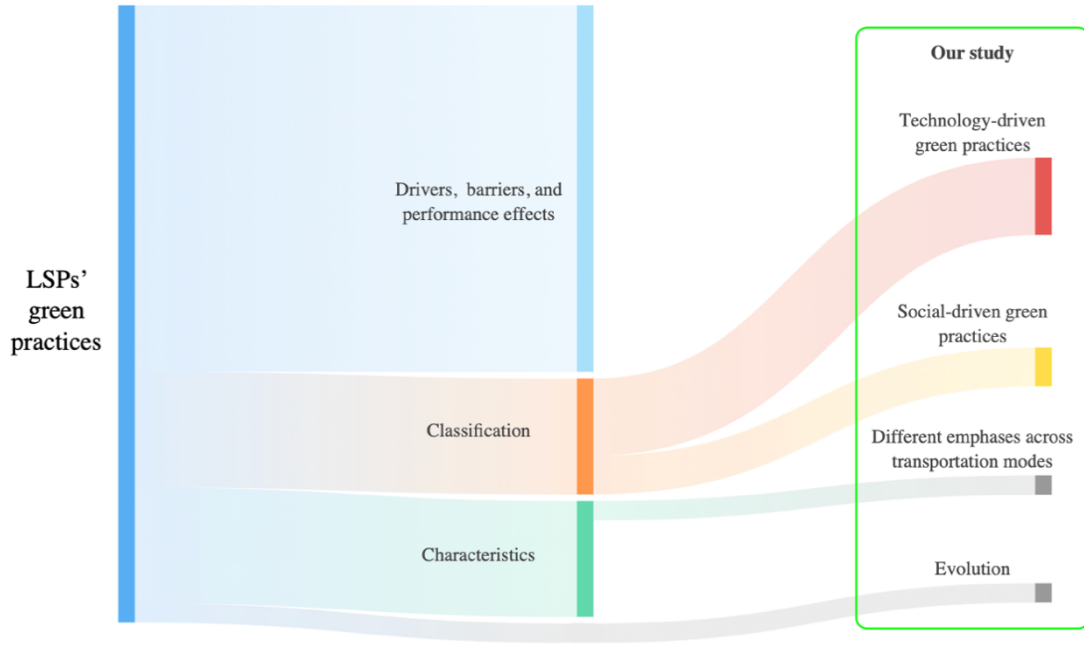 LSPs’
green
practices
Drivers, barriers, and
performance effects
Classification
Characteristics
Our study
Technology-driven
green practices
Social-driven green
practices
Different emphases across
transportation modes
Evolution